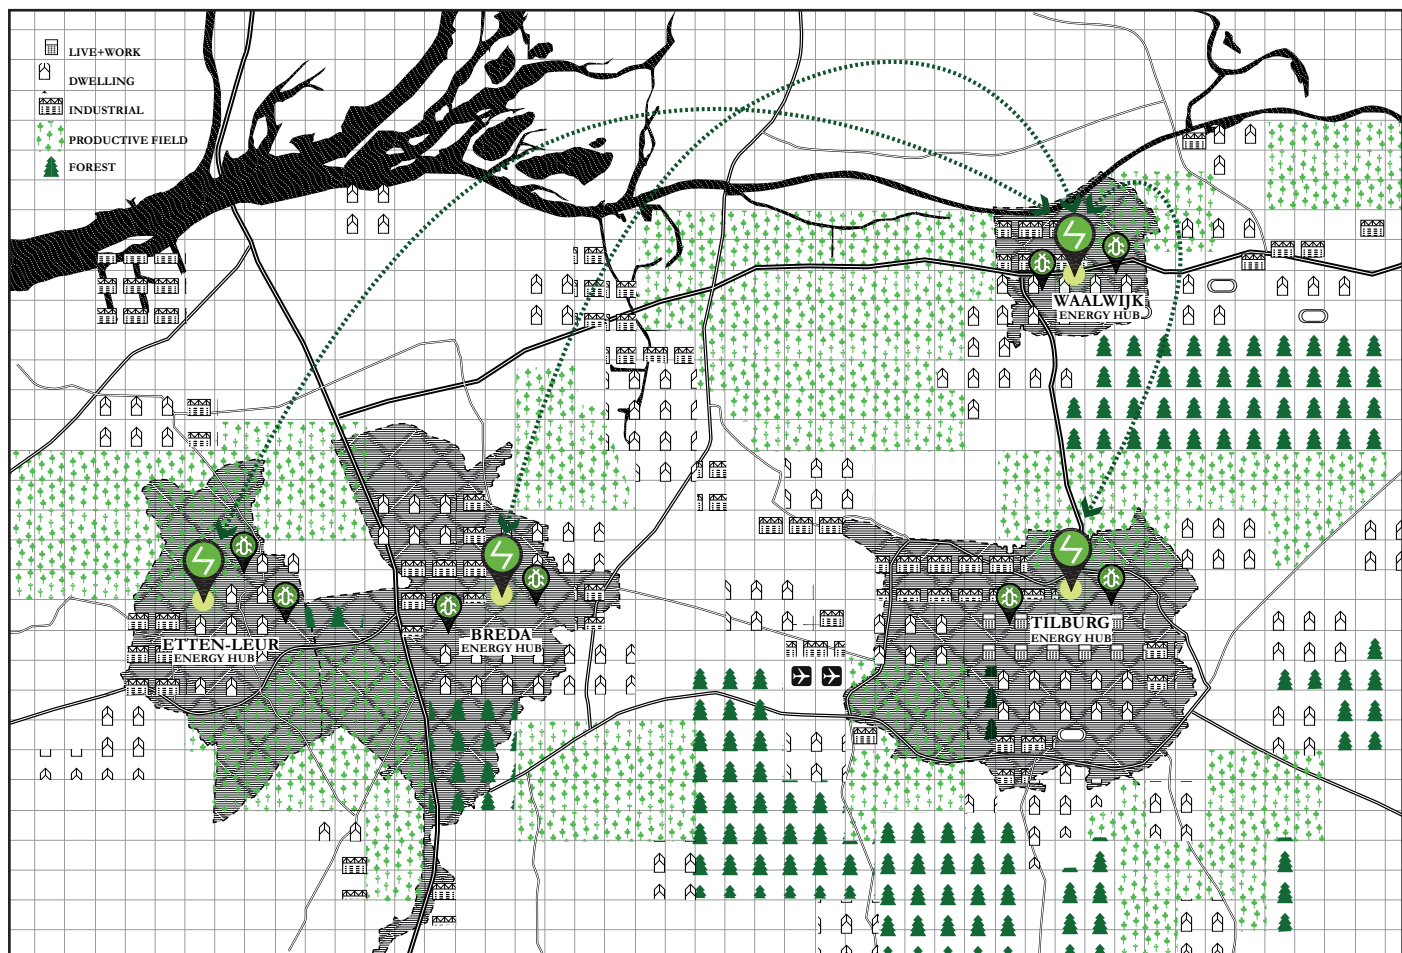 LIVE+WORK
DWELLING
INDUSTRIAL
PRODUCTIVE FIELD
FOREST
WAALWIJK
ENERGY HUB
ETTEN-LEUR
ENERGY HUB
BREDA
ENERGY HUB
TILBURG
ENERGY HUB